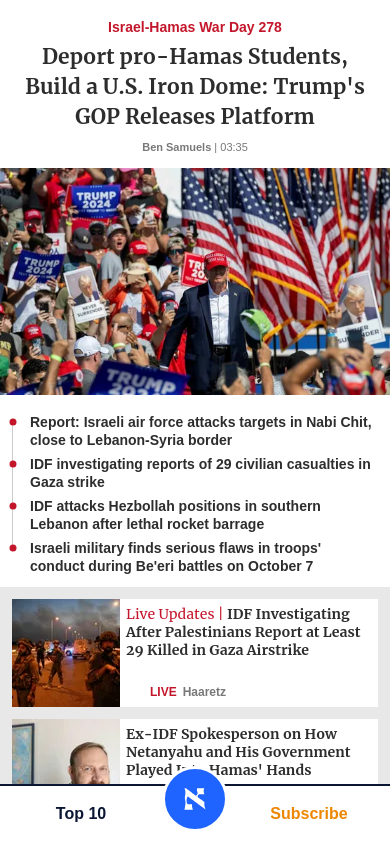 Israel-Hamas War Day 278
Deport pro-Hamas Students,
Build a U.S. Iron Dome: Trump's
GOP Releases Platform
Ben Samuels | 03:35
TRUMP
2024
TRUMP
2024
TRUMP
NEVER
SURRENDER
NEVER
SURRENDER
TRUMP
Report: Israeli air force attacks targets in Nabi Chit,
close to Lebanon-Syria border
IDF investigating reports of 29 civilian casualties in
Gaza strike
IDF attacks Hezbollah positions in southern
Lebanon after lethal rocket barrage
Israeli military finds serious flaws in troops'
conduct during Be'eri battles on October 7
Live Updates | IDF Investigating
After Palestinians Report at Least
29 Killed in Gaza Airstrike
LIVE Haaretz
Ex-IDF Spokesperson on How
Netanyahu and His Government
Played Hamas' Hands
Top 10
Subscribe